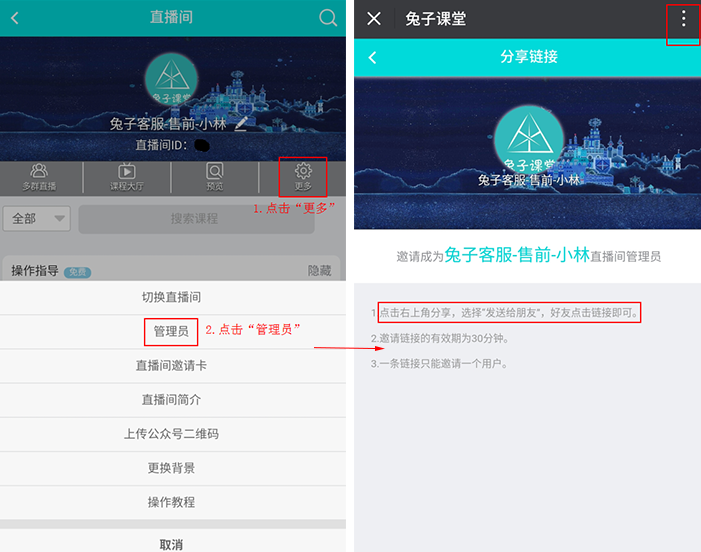 直播间
兔子课堂
兔子客服-售前-小林
直播间ID：
多群直播
课程大厅
预览
更多
1.点击“更多”
全部
搜索课程
操作指导
免费
隐藏
切换直播间
管理员
2.点击“管理员”
直播间邀请卡
直播间简介
上传公众号二维码
更换背景
操作教程
取消
兔子课堂
分享链接
兔子课堂
兔子客服-售前-小林
邀请成为兔子客服-售前-小林直播间管理员
1.点击右上角分享，选择“发送给朋友”，好友点击链接即可。
2.邀请链接的有效期为30分钟。
3.一条链接只能邀请一个用户。